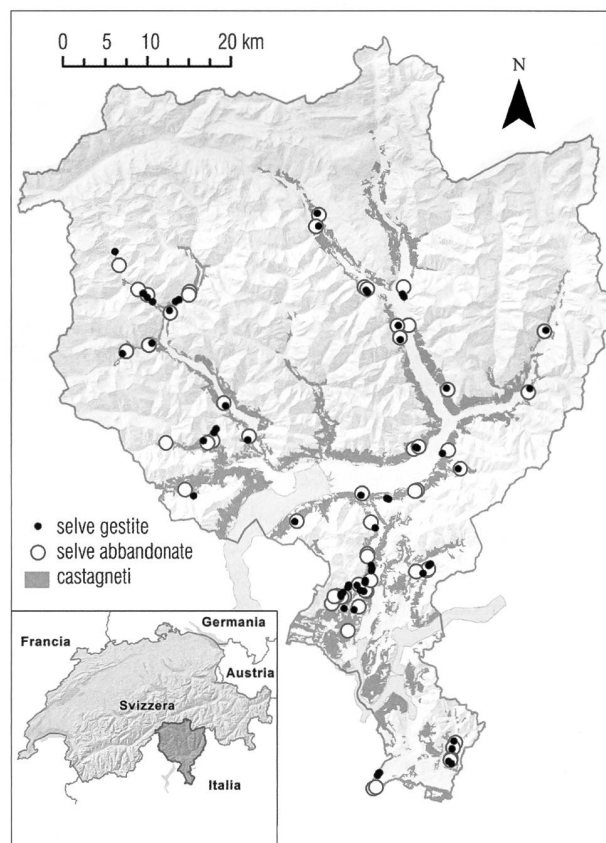 0 5 10 20 km
N
selve gestite
selve abbandonate
castagneti
Germania
Francia
Austria
Svizzera
Italia